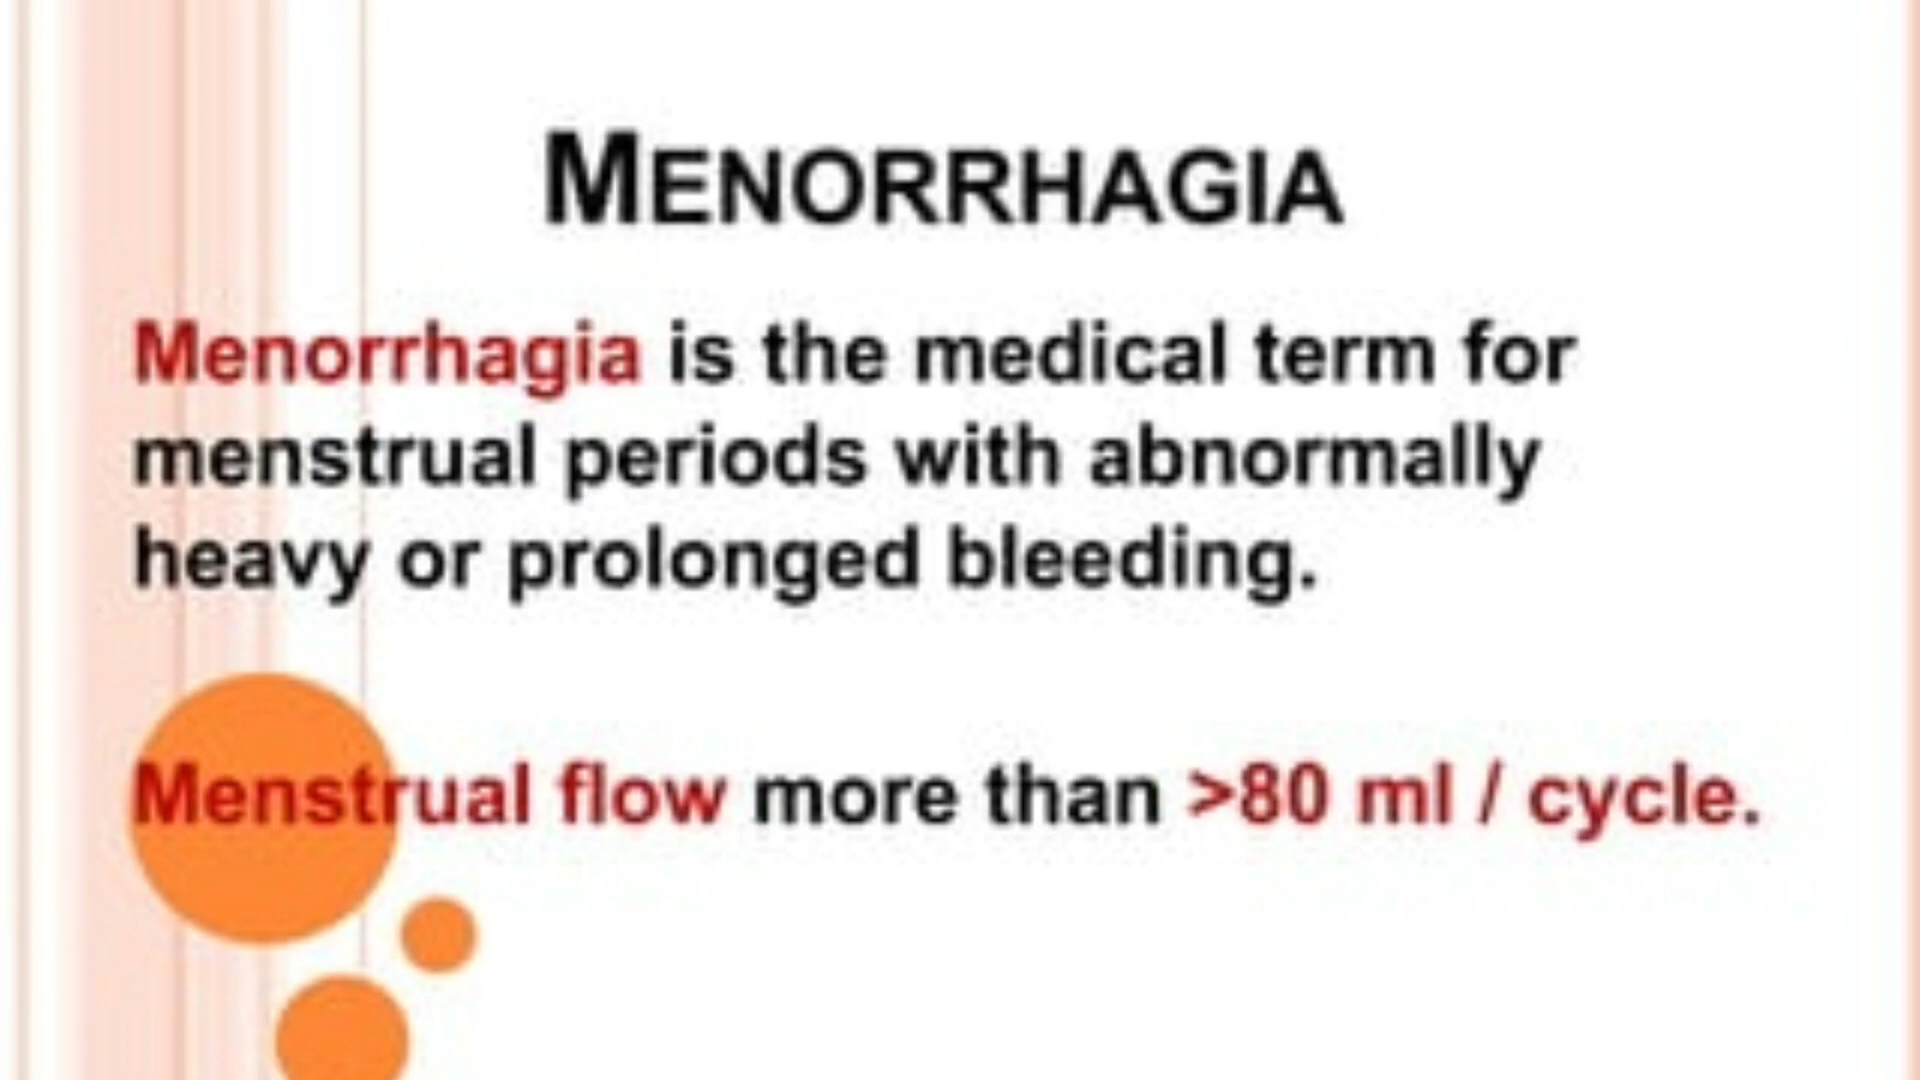 MENORRHAGIA
Menorrhagia is the medical term for
menstrual periods with abnormally
heavy or prolonged bleeding.
Menstrual flow more than >80 ml / cycle.